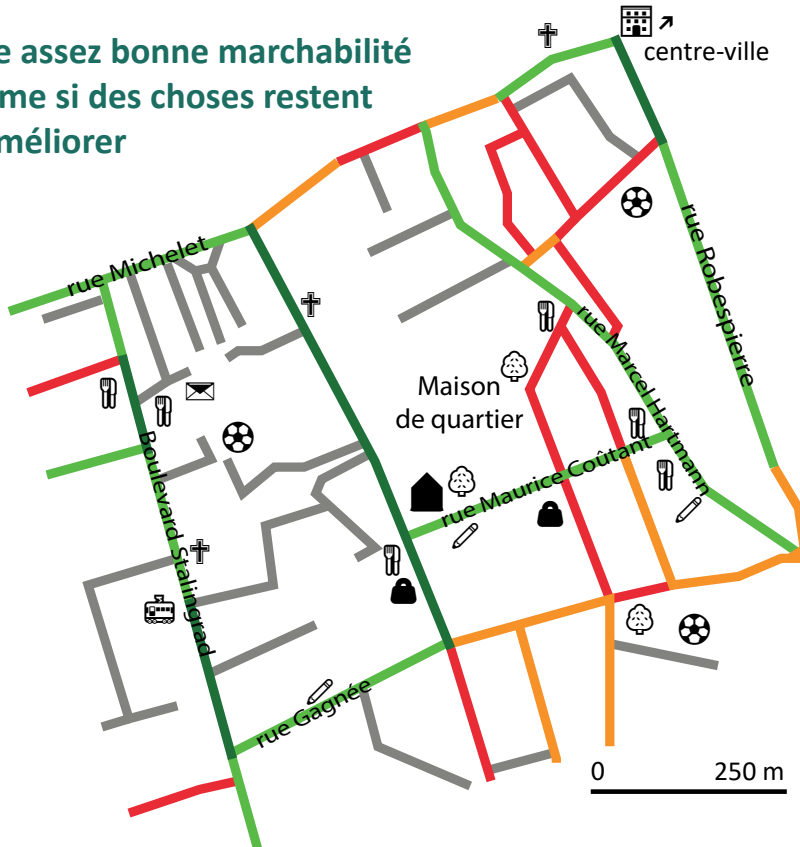 e assez bonne marchabilité
me si des choses restent
méliorer
centre-ville
rue Michelet
rue Robespierre
rue Marcel Hartmann
Maison
de quartier
rue Maurice Coûtant
Boulevard Stalingrad
rue Gagnée
0 250 m